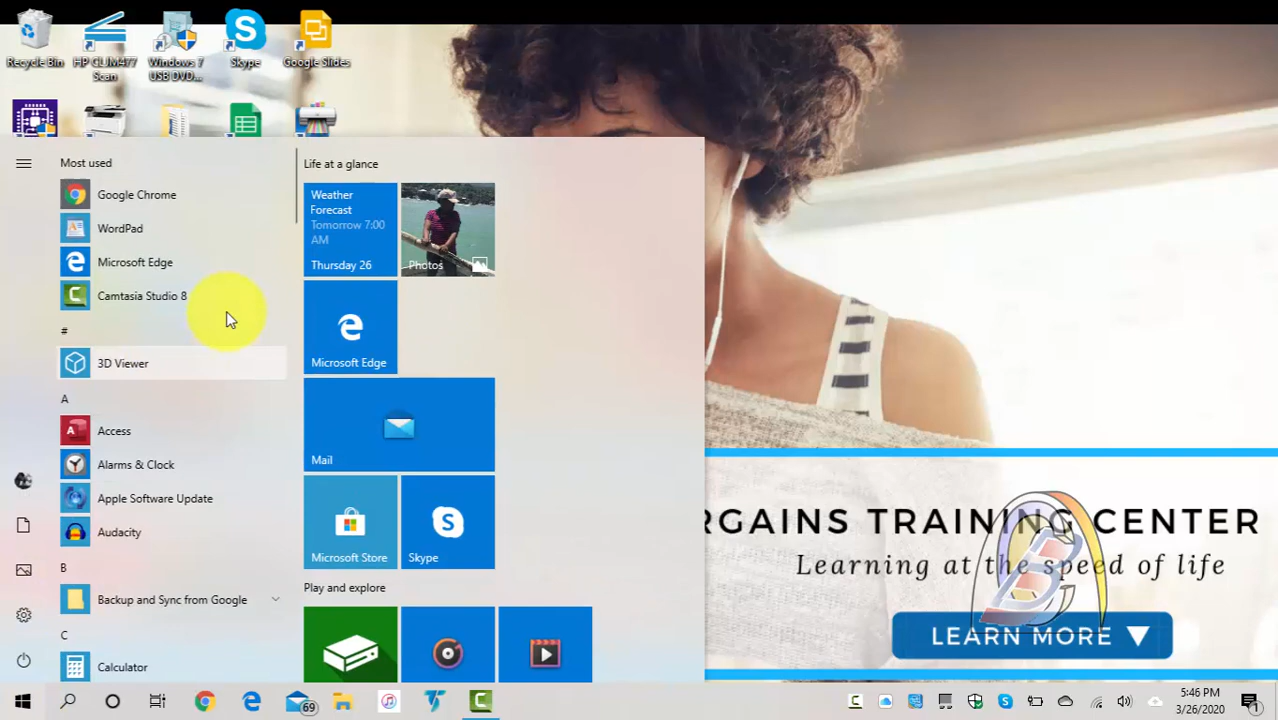 Recycle Bin
HP CLJM477
Scan
Windows 7
USB DVD...
Skype
Google Slides
Most used
Google Chrome
WordPad
Microsoft Edge
Camtasia Studio 8
#
3D Viewer
A
Access
Alarms & Clock
Apple Software Update
Audacity
B
Backup and Sync from Google
C
Calculator
Life at a glance
Weather
Forecast
Tomorrow 7:00
AM
Thursday 26
Photos
Microsoft Edge
Mail
Microsoft Store
Skype
Play and explore
RGAINS TRAINING CENTER
Learning at the speed of life
LEARN MORE
69
5:46 PM
3/26/2020
1